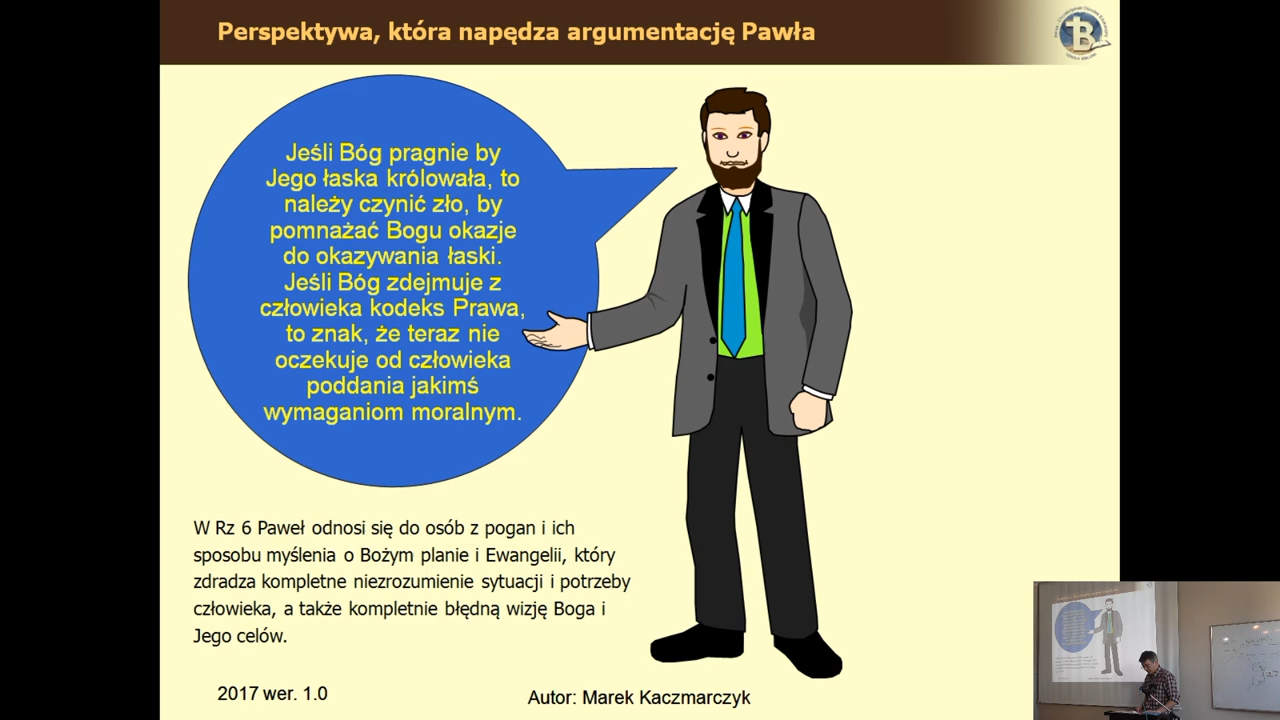 Perspektywa, która napędza argumentację Pawła
Jeśli Bóg pragnie by
Jego łaska królowała, to
należy czynić zło, by
pomnażać Bogu okazje
do okazywania łaski.
Jeśli Bóg zdejmuje z
człowieka kodeks Prawa,
to znak, że teraz nie
oczekuje od człowieka
poddania jakimś
wymaganiom moralnym.
W Rz 6 Paweł odnosi się do osób z pogan i ich
sposobu myślenia o Bożym planie i Ewangelii, który
zdradza kompletne niezrozumienie sytuacji i potrzeby
człowieka, a także kompletnie błędną wizję Boga i
Jego celów.
2017 wer. 1.0
Autor: Marek Kaczmarczyk